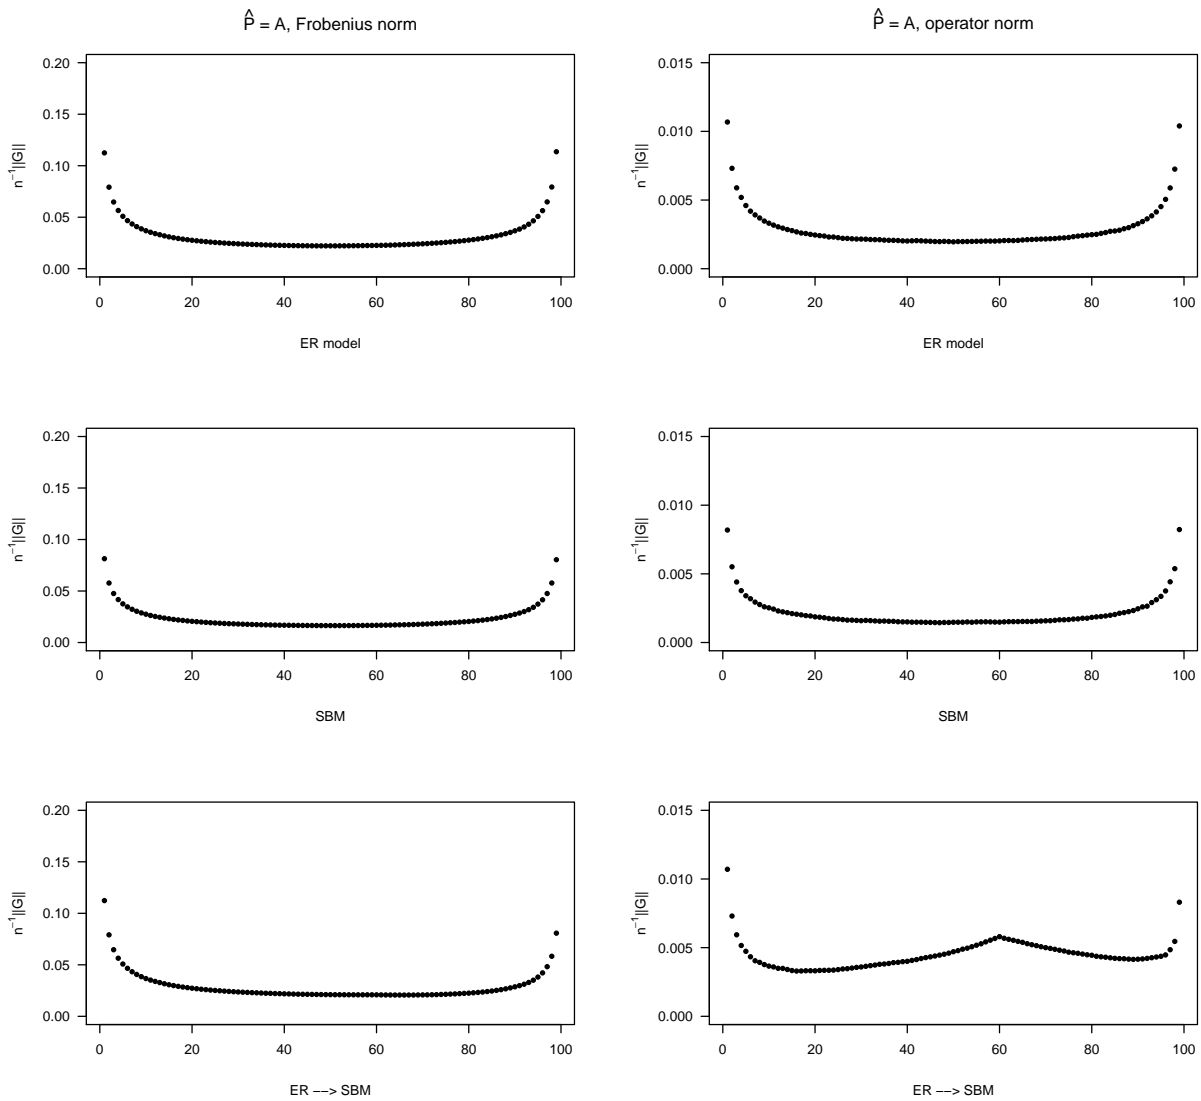 P̂ = A, Frobenius norm
0.20
0.15
0.10
0.05
0.00
n⁻¹||G||
0 20 40 60 80 100
ER model
P̂ = A, operator norm
0.015
0.010
0.005
0.000
n⁻¹||G||
0 20 40 60 80 100
ER model
0.20
0.15
0.10
0.05
0.00
n⁻¹||G||
0 20 40 60 80 100
SBM
0.015
0.010
0.005
0.000
n⁻¹||G||
0 20 40 60 80 100
SBM
0.20
0.15
0.10
0.05
0.00
n⁻¹||G||
0 20 40 60 80 100
ER −−> SBM
0.015
0.010
0.005
0.000
n⁻¹||G||
0 20 40 60 80 100
ER −−> SBM